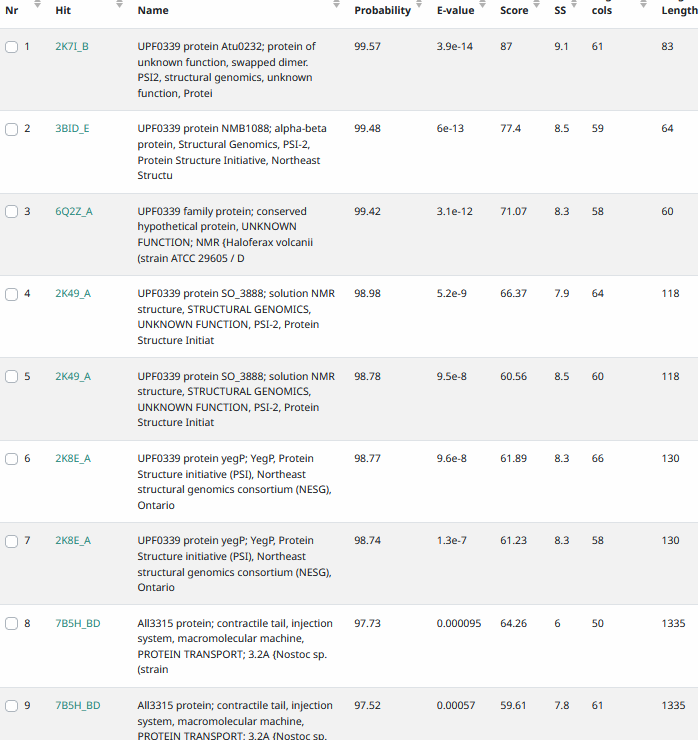 Nr Hit Name Probability E-value Score SS cols Length
1 2K7I_B UPF0339 protein Atu0232; protein of 99.57 3.9e-14 87 9.1 61 83
unknown function, swapped dimer.
PSI2, structural genomics, unknown
function, Protei
2 3BID_E UPF0339 protein NMB1088; alpha-beta 99.48 6e-13 77.4 8.5 59 64
protein, Structural Genomics, PSI-2,
Protein Structure Initiative, Northeast
Structu
3 6Q2Z_A UPF0339 family protein; conserved 99.42 3.1e-12 71.07 8.3 58 60
hypothetical protein, UNKNOWN
FUNCTION; NMR {Haloferax volcanii
(strain ATCC 29605 / D
4 2K49_A UPF0339 protein SO_3888; solution NMR 98.98 5.2e-9 66.37 7.9 64 118
structure, STRUCTURAL GENOMICS,
UNKNOWN FUNCTION, PSI-2, Protein
Structure Initiat
5 2K49_A UPF0339 protein SO_3888; solution NMR 98.78 9.5e-8 60.56 8.5 60 118
structure, STRUCTURAL GENOMICS,
UNKNOWN FUNCTION, PSI-2, Protein
Structure Initiat
6 2K8E_A UPF0339 protein yegP; YegP, Protein 98.77 9.6e-8 61.89 8.3 66 130
Structure initiative (PSI), Northeast
structural genomics consortium (NESG),
Ontario
7 2K8E_A UPF0339 protein yegP; YegP, Protein 98.74 1.3e-7 61.23 8.3 58 130
Structure initiative (PSI), Northeast
structural genomics consortium (NESG),
Ontario
8 7B5H_BD All3315 protein; contractile tail, injection 97.73 0.000095 64.26 6 50 1335
system, macromolecular machine,
PROTEIN TRANSPORT; 3.2A {Nostoc sp.
(strain
9 7B5H_BD All3315 protein; contractile tail, injection 97.52 0.00057 59.61 7.8 61 1335
system, macromolecular machine,
PROTEIN TRANSPORT; 3.2A {Nostoc sp.